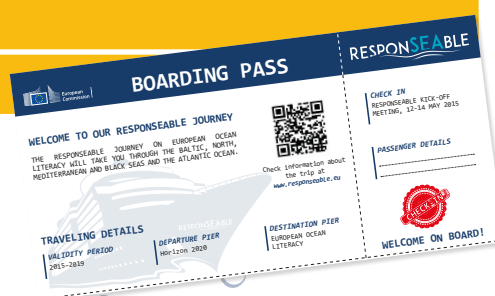 European
Commission
BOARDING PASS
RESPONSEABLE
WELCOME TO OUR RESPONSEABLE JOURNEY
THE RESPONSEABLE JOURNEY ON EUROPEAN OCEAN
LITERACY WILL TAKE YOU THROUGH THE BALTIC, NORTH,
MEDITERRANEAN AND BLACK SEAS AND THE ATLANTIC OCEAN.
Check information about
the trip at
www.responseable.eu
RESPONSEABLE
TRAVELING DETAILS
VALIDITY PERIOD
2015-2019
DEPARTURE PIER
Horizon 2020
DESTINATION PIER
EUROPEAN OCEAN
LITERACY
CHECK IN
RESPONSEABLE KICK-OFF
MEETING, 12-14 MAY 2015
PASSENGER DETAILS
WELCOME ON BOARD!